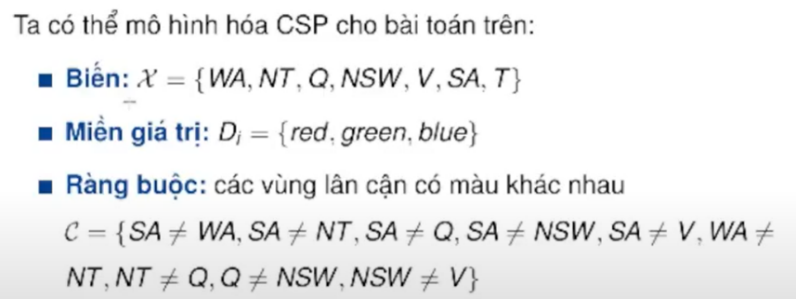 Ta có thể mô hình hóa CSP cho bài toán trên:
■ Biến: 𝒳 = {WA, NT, Q, NSW, V, SA, T}
■ Miền giá trị: Dᵢ = {red, green, blue}
■ Ràng buộc: các vùng lân cận có màu khác nhau
𝒞 = {SA ≠ WA, SA ≠ NT, SA ≠ Q, SA ≠ NSW, SA ≠ V, WA ≠
NT, NT ≠ Q, Q ≠ NSW, NSW ≠ V}